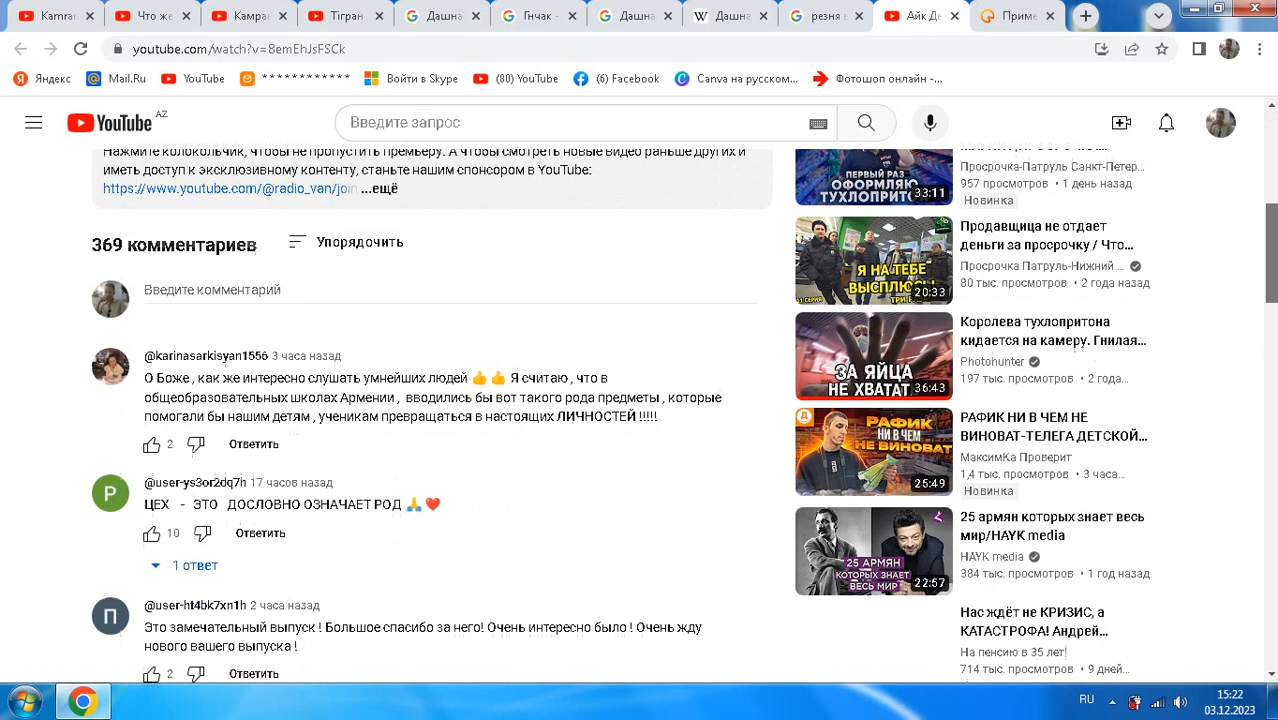 Kamran
Что же
Kампа
Тigран
Дашна
Гнчак
Дашна
W Дашна
резня в
Айк Де
Приме
youtube.com/watch?v=8emEhJsFSCk
Яндекс
Mail.Ru
YouTube
************
Войти в Skype
(80) YouTube
(6) Facebook
Canva на русском...
Фотошоп онлайн -...
YouTube AZ
Введите запрос
Нажмите колокольчик, чтобы не пропустить премьеру. А чтобы смотреть новые видео раньше других и
иметь доступ к эксклюзивному контенту, станьте нашим спонсором в YouTube:
https://www.youtube.com/@radio_van/join ...ещё
369 комментариев
Упорядочить
Введите комментарий
@karinasarkisyan1556 3 часа назад
О Боже , как же интересно слушать умнейших людей 👍👍 Я считаю , что в
общеобразовательных школах Армении , вводились бы вот такого рода предметы , которые
помогали бы нашим детям , ученикам превращаться в настоящих ЛИЧНОСТЕЙ !!!!!
2
Ответить
P
@user-ys3or2dq7h 17 часов назад
ЦЕХ - ЭТО ДОСЛОВНО ОЗНАЧАЕТ РОД 🙏❤️
10
Ответить
1 ответ
П
@user-ht4bk7xn1h 2 часа назад
Это замечательный выпуск ! Большое спасибо за него! Очень интересно было ! Очень жду
нового вашего выпуска !
2
Ответить
ПЕРВЫЙ РАЗ
ОФОРМЛЯЮ
ТУХЛОПРИТОН
33:11
Просрочка-Патруль Санкт-Петер...
957 просмотров • 1 день назад
Новинка
Я НА ТЕБЕ
ВЫСПЛЮСЬ
20:33
Продавщица не отдает
деньги за просрочку / Что...
Просрочка Патруль-Нижний ...
80 тыс. просмотров • 2 года назад
ЗА ЯЙЦА
НЕ ХВАТАТЬ
36:43
Королева тухлопритона
кидается на камеру. Гнилая...
Photohunter
197 тыс. просмотров • 2 года...
РАФИК
НИ В ЧЕМ
НЕ ВИНОВАТ
25:49
РАФИК НИ В ЧЕМ НЕ
ВИНОВАТ-ТЕЛЕГА ДЕТСКОЙ...
МаксимКа Проверит
1,4 тыс. просмотров • 3 часа...
Новинка
25 АРМЯН
КОТОРЫХ ЗНАЕТ
ВЕСЬ МИР
22:57
25 армян которых знает весь
мир/HAYK media
HAYK media
384 тыс. просмотров • 1 год назад
Нас ждёт не КРИЗИС, а
КАТАСТРОФА! Андрей...
На пенсию в 35 лет!
714 тыс. просмотров • 9 дней...
RU
15:22
03.12.2023